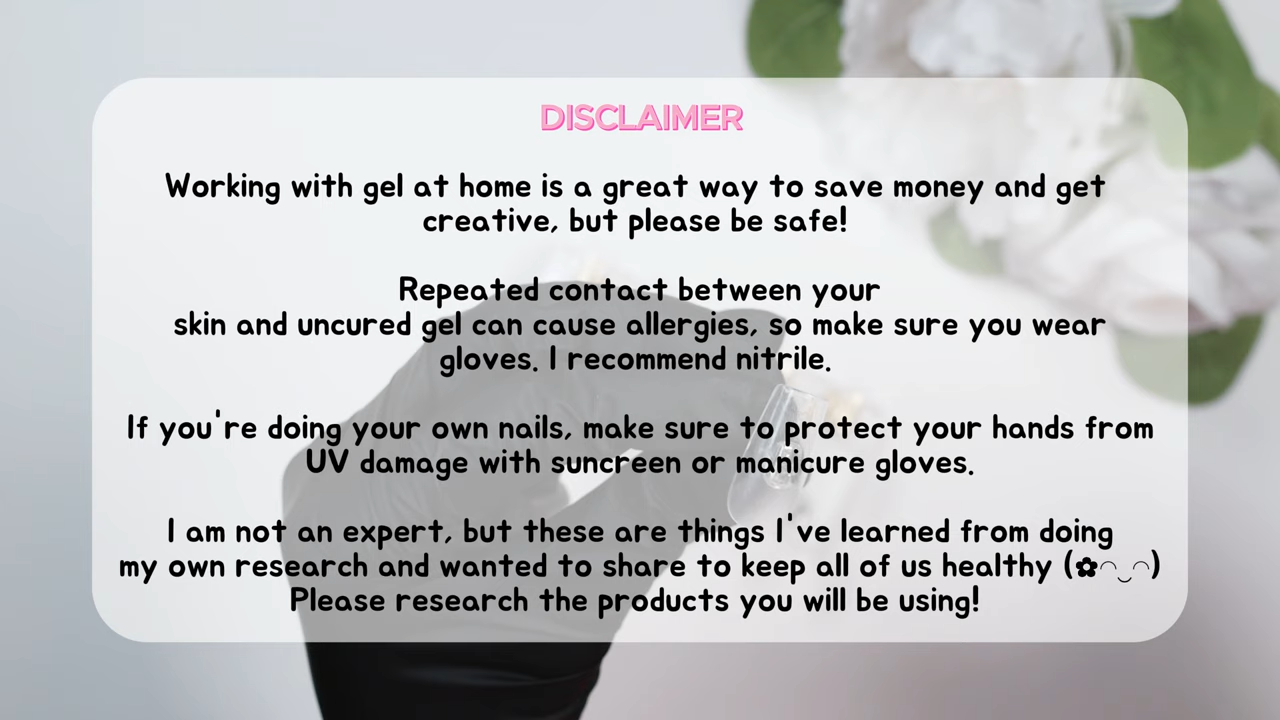 DISCLAIMER
Working with gel at home is a great way to save money and get
creative, but please be safe!
Repeated contact between your
skin and uncured gel can cause allergies, so make sure you wear
gloves. I recommend nitrile.
If you're doing your own nails, make sure to protect your hands from
UV damage with suncreen or manicure gloves.
I am not an expert, but these are things I've learned from doing
my own research and wanted to share to keep all of us healthy (✿◠‿◠)
Please research the products you will be using!